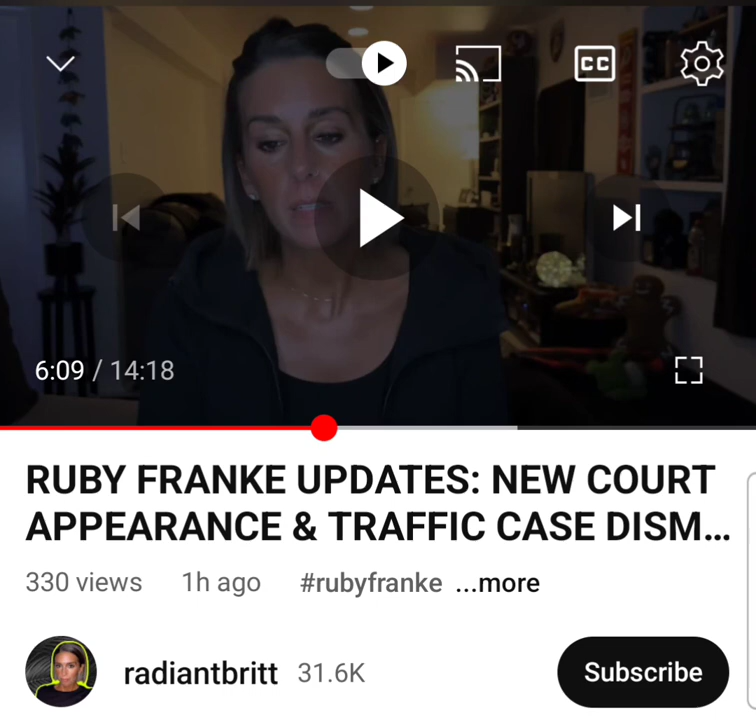 CC
6:09 / 14:18
RUBY FRANKE UPDATES: NEW COURT
APPEARANCE & TRAFFIC CASE DISM...
330 views 1h ago #rubyfranke ...more
radiantbritt 31.6K Subscribe